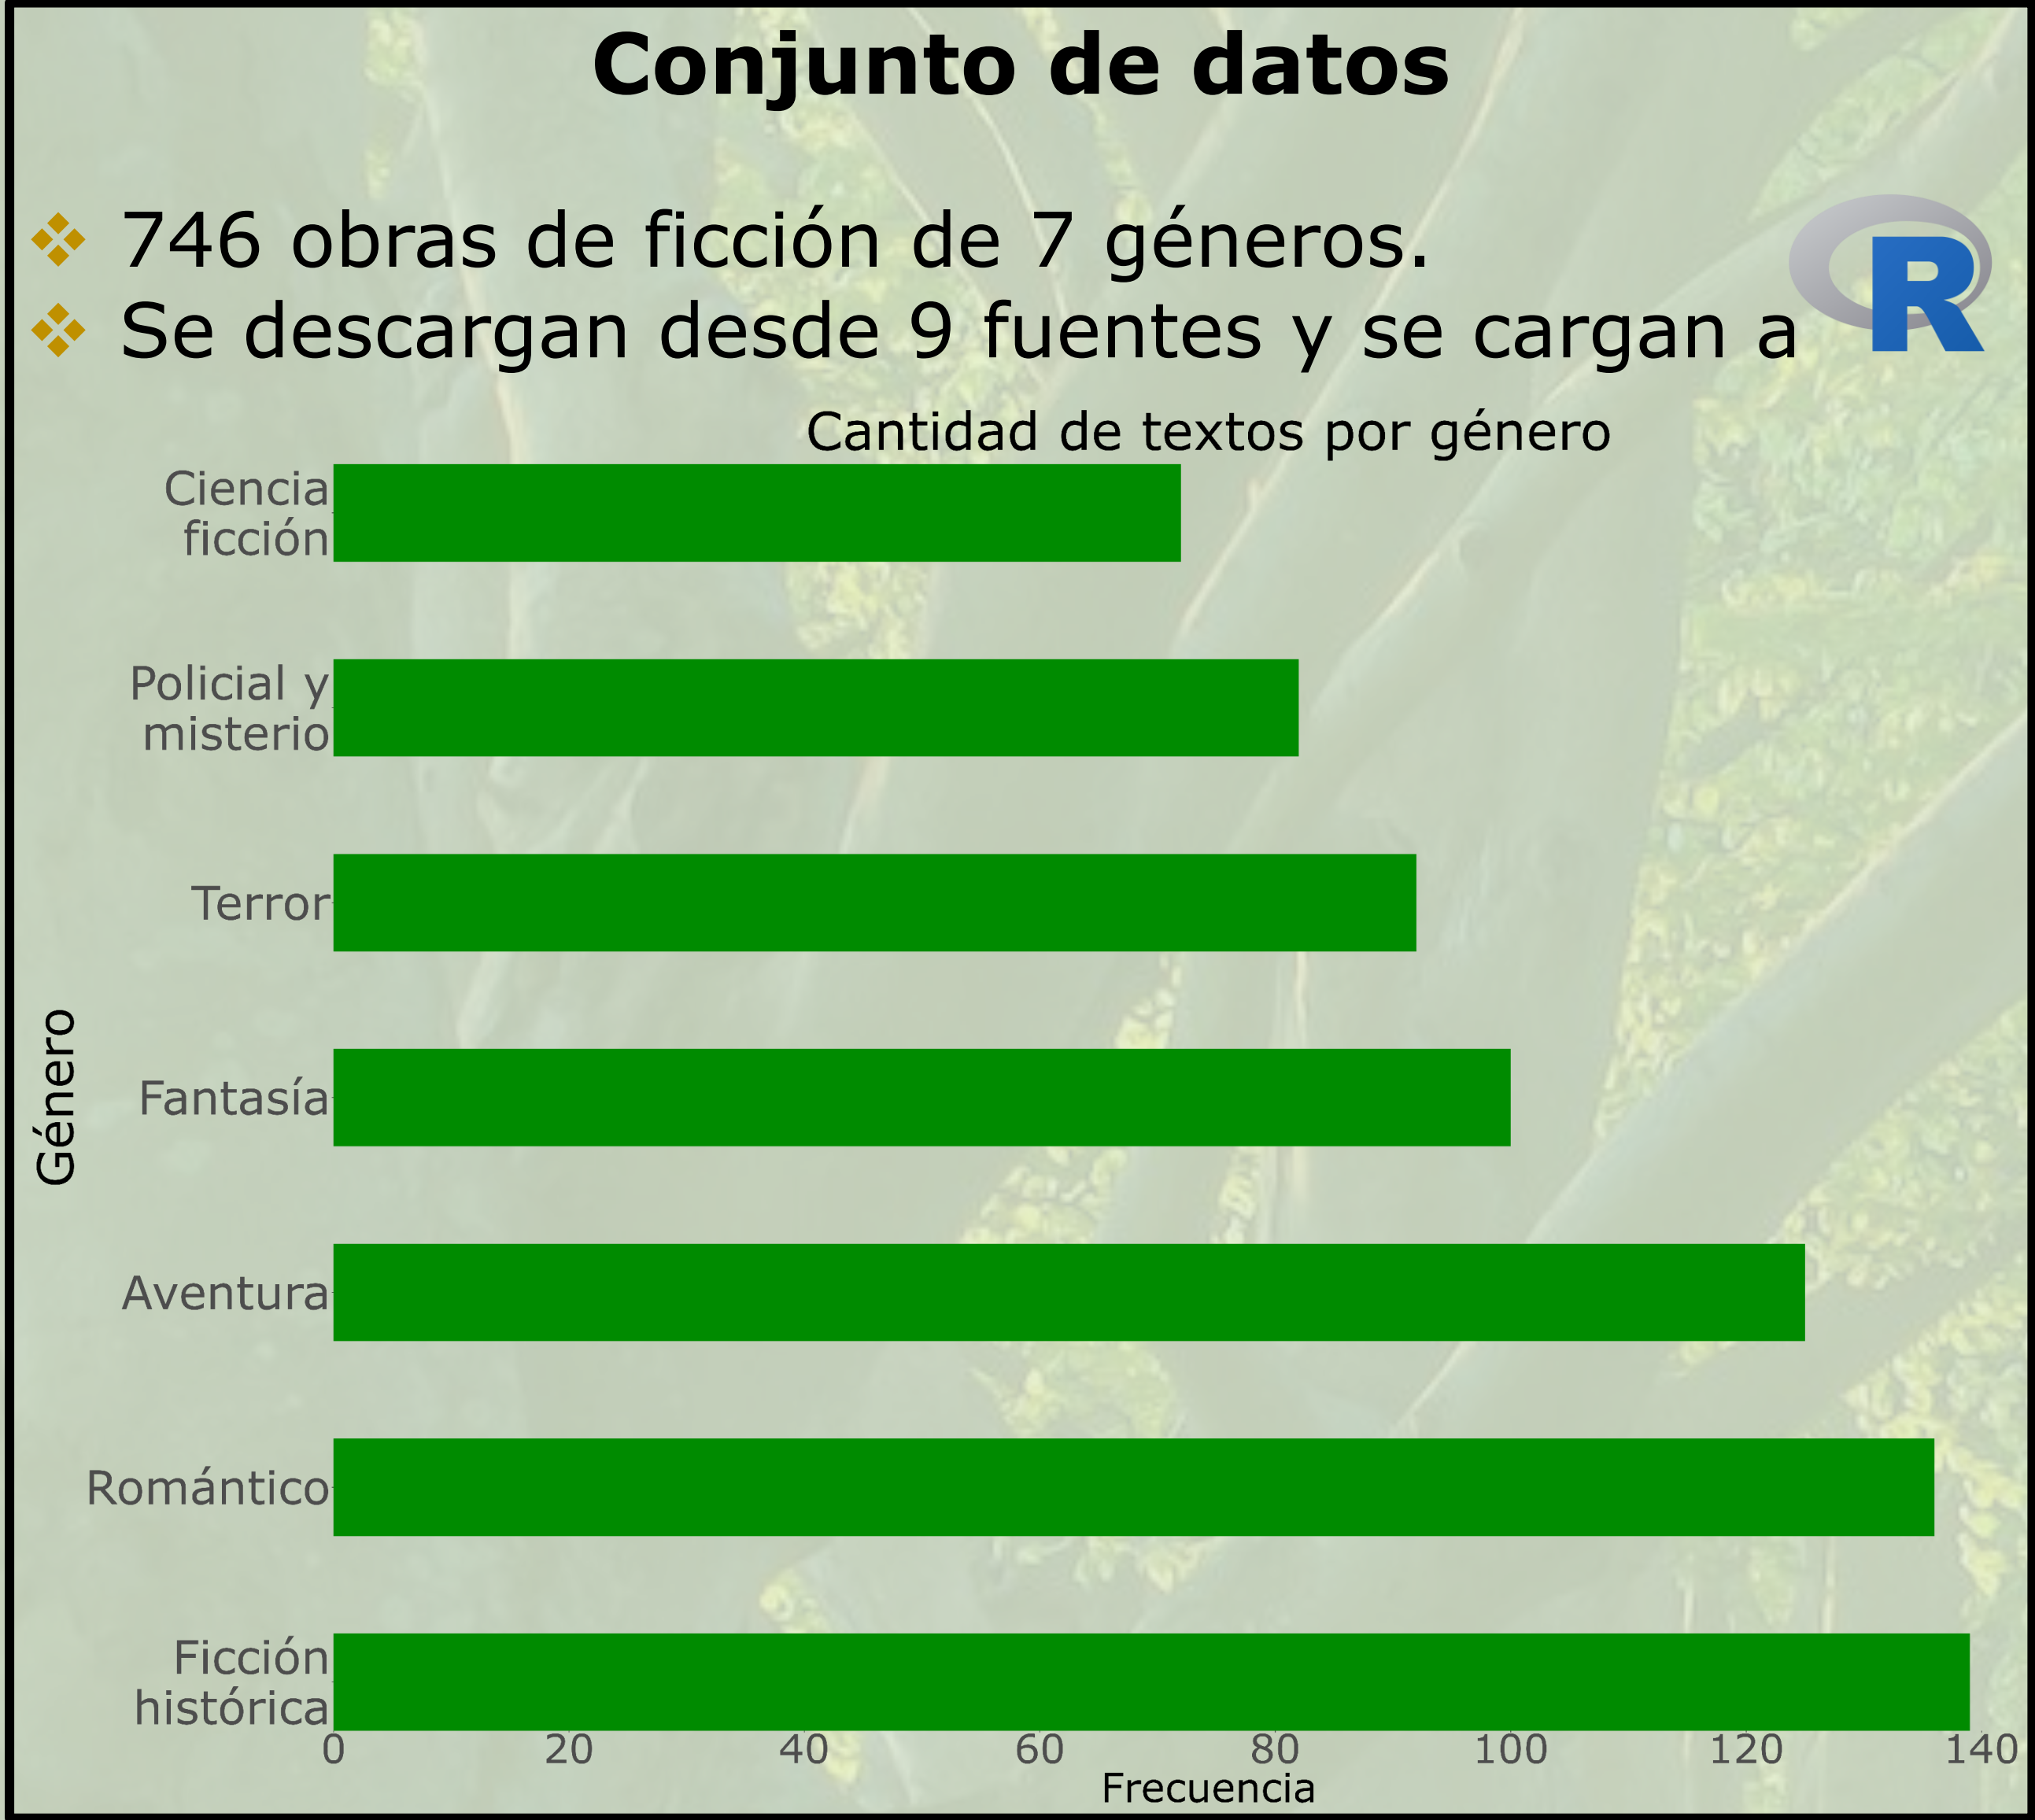 Conjunto de datos
746 obras de ficción de 7 géneros.
Se descargan desde 9 fuentes y se cargan a R
Cantidad de textos por género
Ciencia
ficción
Policial y
misterio
Terror
Fantasía
Aventura
Romántico
Ficción
histórica
Género
0 20 40 60 80 100 120 140
Frecuencia